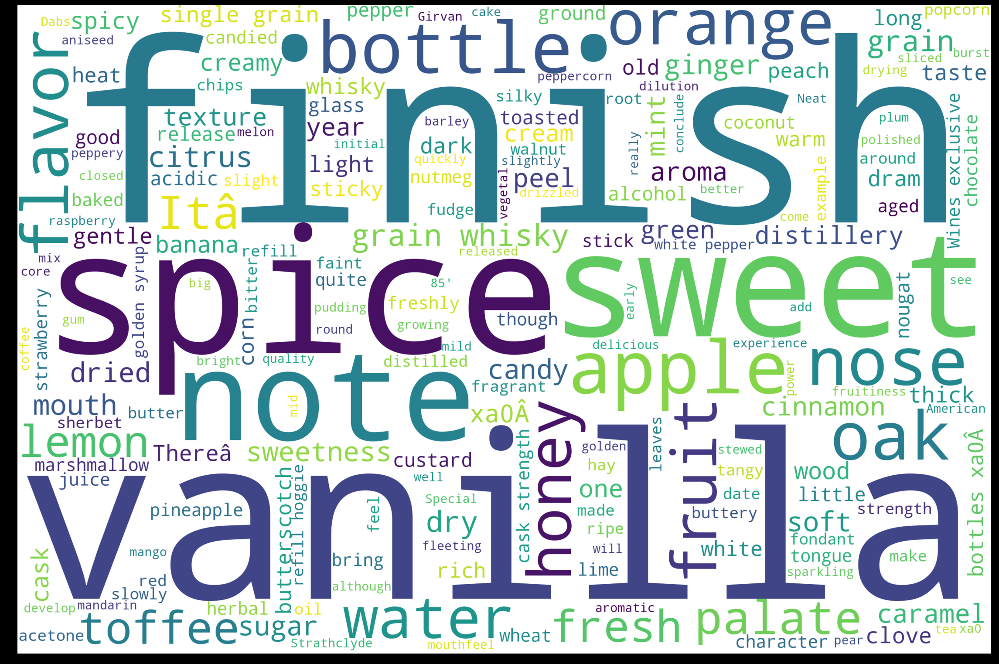 Dabs
spicy
single grain
pepper
Girvan
cake
ground
orange
long
popcorn
aniseed
candied
bottle
grain
flavor
finish
creamy
heat
chips
whisky
peppercorn
old
ginger
peach
sliced
burst
drying
taste
dilution
silky
root
mint
conclude
Neat
glass
texture
year
barley
toasted
coconut
plum
Wines exclusive
chocolate
good
release
melon
initial
dark
cream
walnut
really
warm
polished
peppery
citrus
light
quickly
slightly
around
closed
acidic
slight
nutmeg
vegetal
peel
aroma
example
dram
baked
Itâ
sticky
drizzled
alcohol
better
raspberry
fudge
come
aged
gentle
banana
refill
grain whisky
released
stick
green
white pepper
distillery
mix
core
golden syrup
bitter
faint
quite
spice
sweet
85'
see
big
strawberry
pudding
freshly
early
add
nougat
gum
coffee
corn
round
growing
though
mild
delicious
experience
dried
bright
quality
distilled
candy
apple
power
nose
note
fragrant
fruitiness
thick
mouth
butter
mid
xa0Â
honey
fruit
cinnamon
American
sherbet
lemon
oak
Thereâ
sweetness
custard
cask strength
golden
leaves
stewed
bottles xa0Â
marshmallow
juice
butterscotch
refill hoggie
well
hay
tangy
wood
vanilla
pineapple
feel
Special
one
date
little
dry
made
buttery
strength
ripe
soft
cask
mango
bring
fleeting
will
white
fondant
tongue
make
red
rich
lime
sparkling
slowly
although
develop
mandarin
herbal
oil
water
aromatic
palate
caramel
toffee
sugar
fresh
acetone
Strathclyde
mouthfeel
wheat
character
pear
clove
tea
xa0